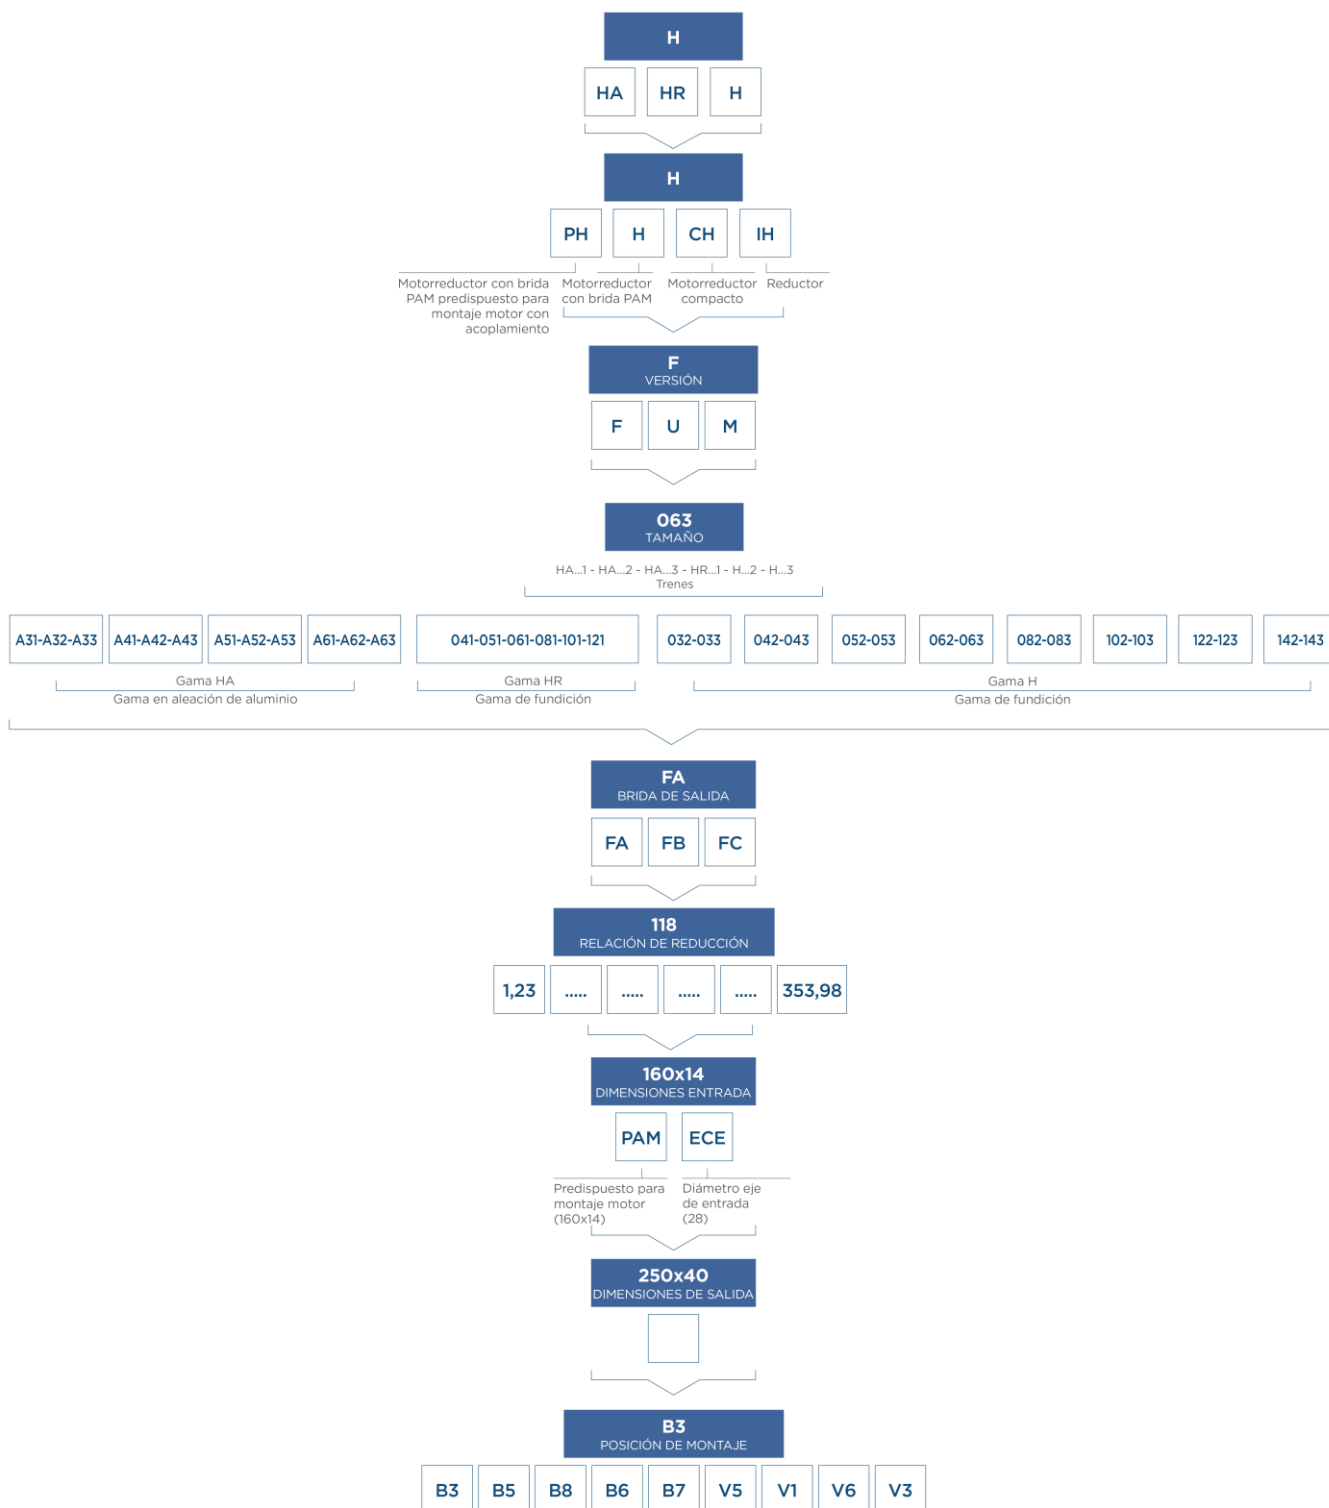 H
HA HR H
H
PH H CH IH
Motorreductor con brida PAM predispuesto para montaje motor con acoplamiento
Motorreductor con brida PAM
Motorreductor compacto
Reductor
F
VERSIÓN
F U M
063
TAMAÑO
HA...1 - HA...2 - HA...3 - HR...1 - H...2 - H...3
Trenes
A31-A32-A33 A41-A42-A43 A51-A52-A53 A61-A62-A63 041-051-061-081-101-121 032-033 042-043 052-053 062-063 082-083 102-103 122-123 142-143
Gama HA
Gama en aleación de aluminio
Gama HR
Gama de fundición
Gama H
Gama de fundición
FA
BRIDA DE SALIDA
FA FB FC
118
RELACIÓN DE REDUCCIÓN
1,23 ..... ..... ..... ..... 353,98
160x14
DIMENSIONES ENTRADA
PAM ECE
Predispuesto para
montaje motor
(160x14)
Diámetro eje
de entrada
(28)
250x40
DIMENSIONES DE SALIDA
B3
POSICIÓN DE MONTAJE
B3 B5 B8 B6 B7 V5 V1 V6 V3